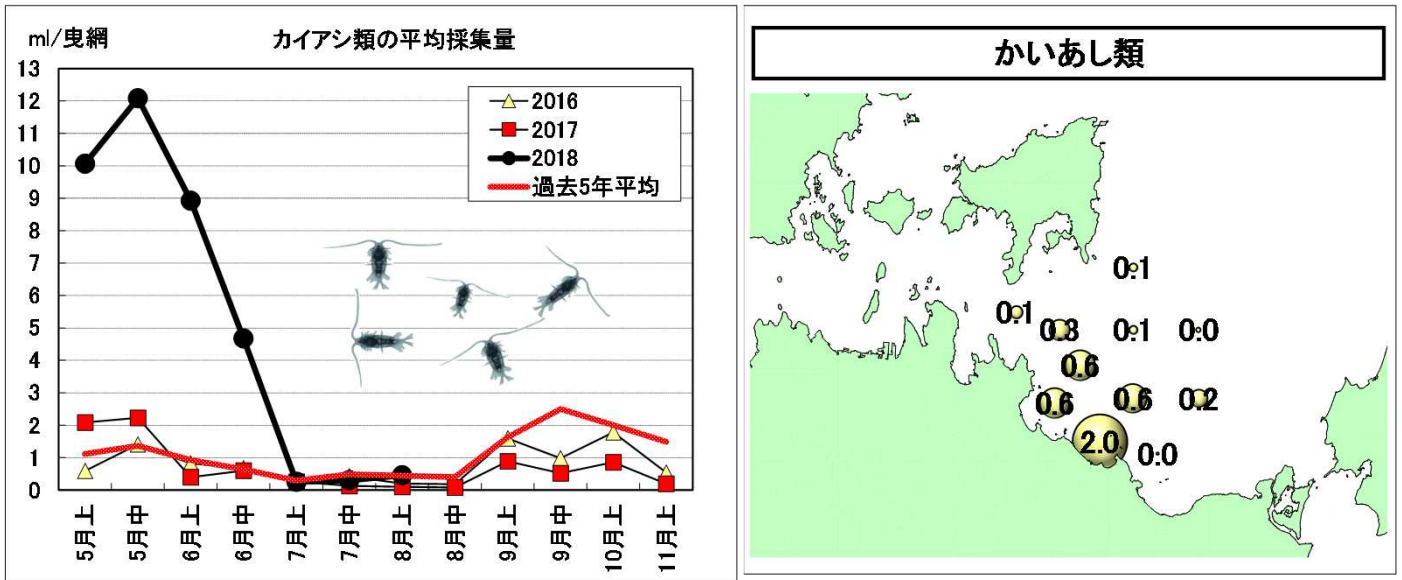 ml/曳網
カイアシ類の平均採集量
13
12
11
10
9
8
7
6
5
4
3
2
1
0
2016
2017
2018
過去5年平均
5月上
5月中
6月上
6月中
7月上
7月中
8月上
8月中
9月上
9月中
10月上
11月上
かいあし類
0.1
0.1
0.3
0.1
0.0
0.6
0.6
0.6
0.2
2.0
0.0